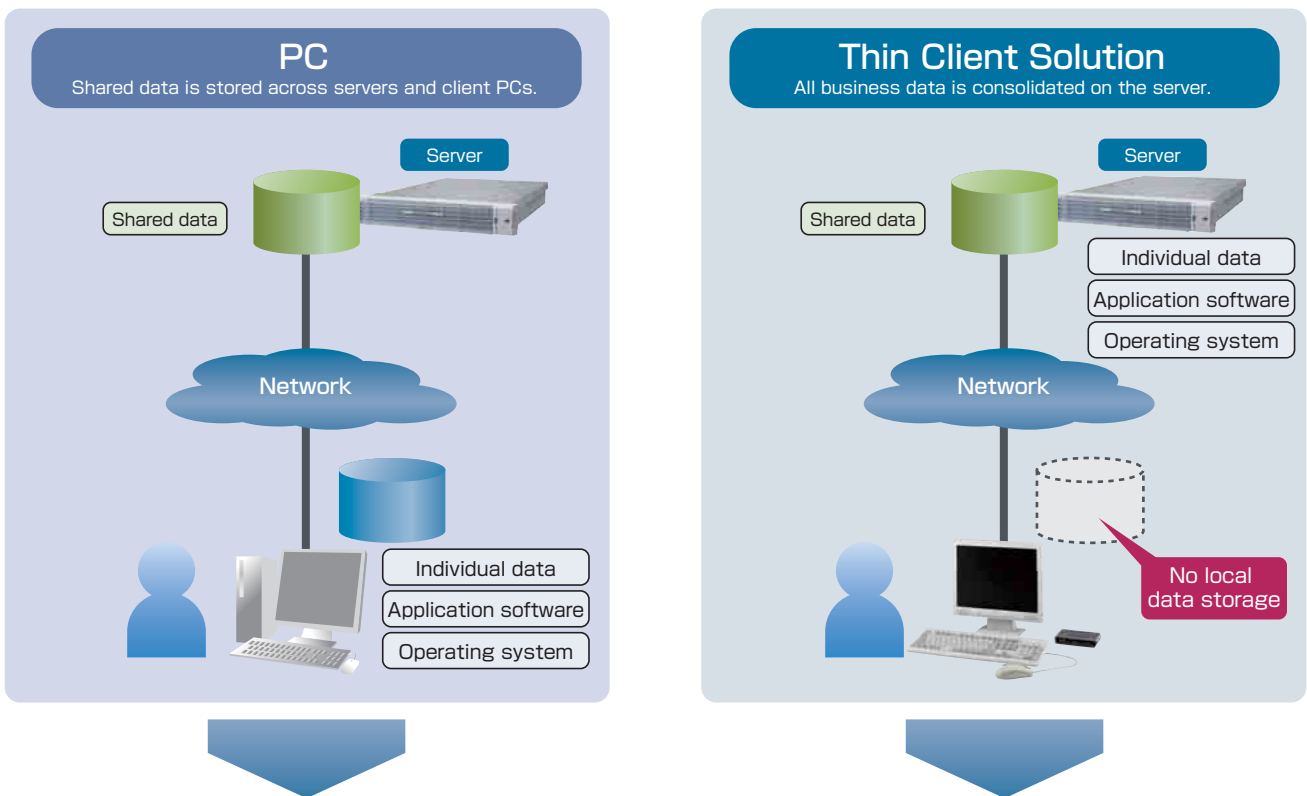 PC
Shared data is stored across servers and client PCs.
Server
Shared data
Network
Individual data
Application software
Operating system
Thin Client Solution
All business data is consolidated on the server.
Server
Shared data
Individual data
Application software
Operating system
Network
No local
data storage